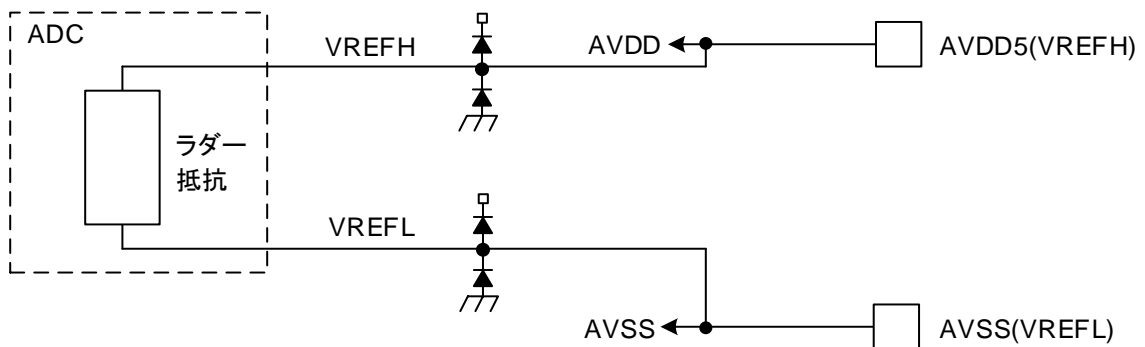 ADC
VREFH
AVDD
AVDD5(VREFH)
ラダー
抵抗
VREFL
AVSS
AVSS(VREFL)